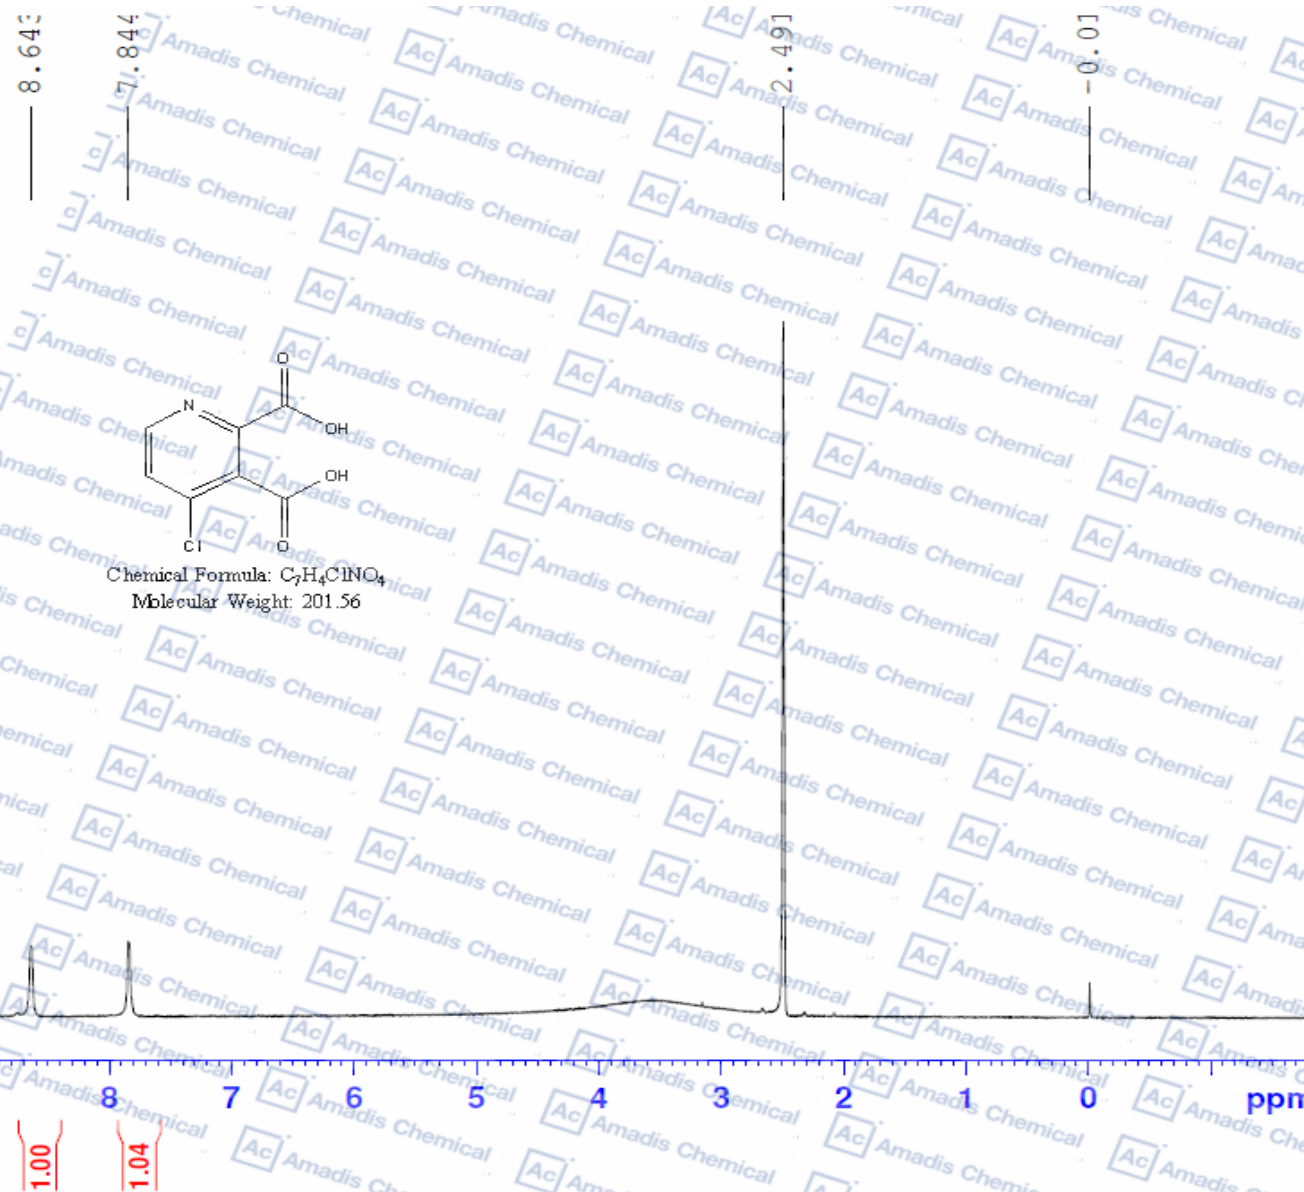 8.643
7.844
2.491
-0.01
O
N
OH
OH
Cl
O
Chemical Formula: C₇H₄ClNO₄
Molecular Weight: 201.56
8 7 6 5 4 3 2 1 0 ppm
1.00
1.04
Ac Amadis Chemical